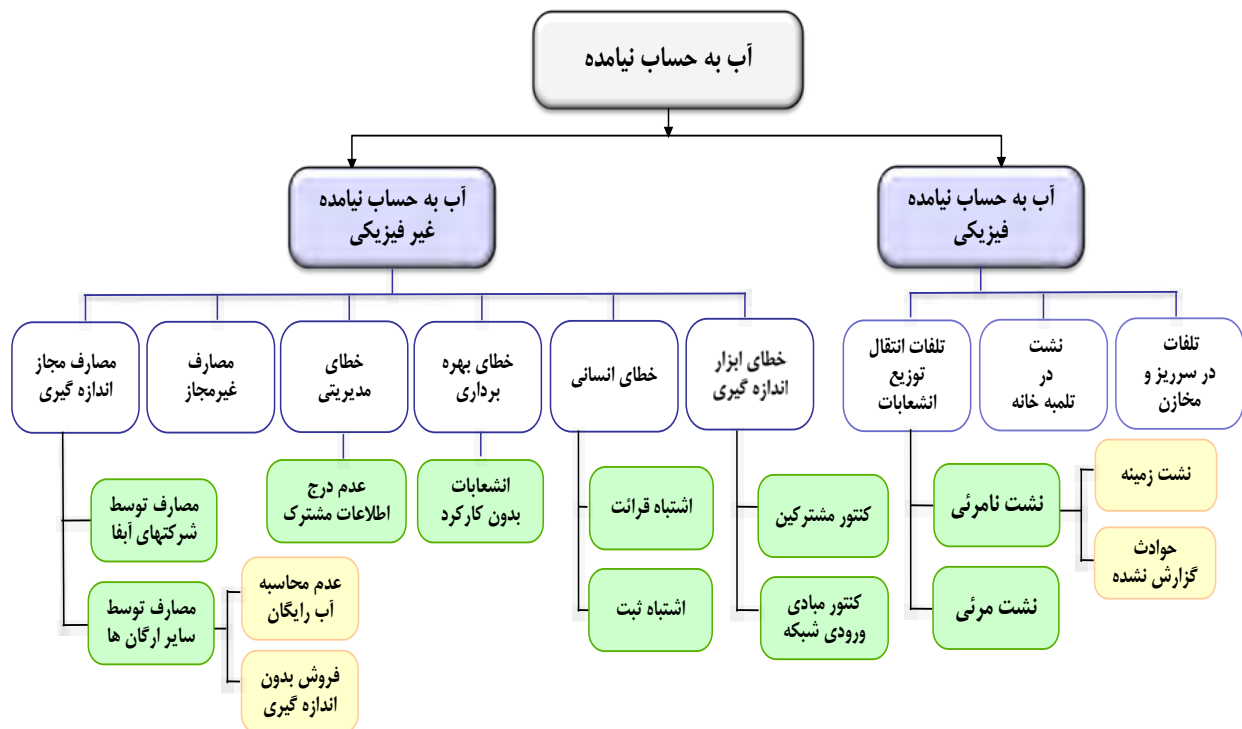 آب به حساب نیامده
آب به حساب نیامده
فیزیکی
آب به حساب نیامده
غیر فیزیکی
تلفات
در سرریز و
مخازن
نشت
در
تلمبه خانه
تلفات انتقال
توزیع
انشعابات
خطای ابزار
اندازه گیری
خطای انسانی
خطای بهره
برداری
خطای
مدیریتی
مصارف
غیرمجاز
مصارف مجاز
اندازه گیری
نشت زمینه
حوادث
گزارش نشده
نشت نامرئی
نشت مرئی
کنتور مشترکین
کنتور مبادی
ورودی شبکه
اشتباه قرائت
اشتباه ثبت
انشعابات
بدون کارکرد
عدم درج
اطلاعات مشترک
مصارف توسط
شرکتهای آبفا
مصارف توسط
سایر ارگان ها
عدم محاسبه
آب رایگان
فروش بدون
اندازه گیری